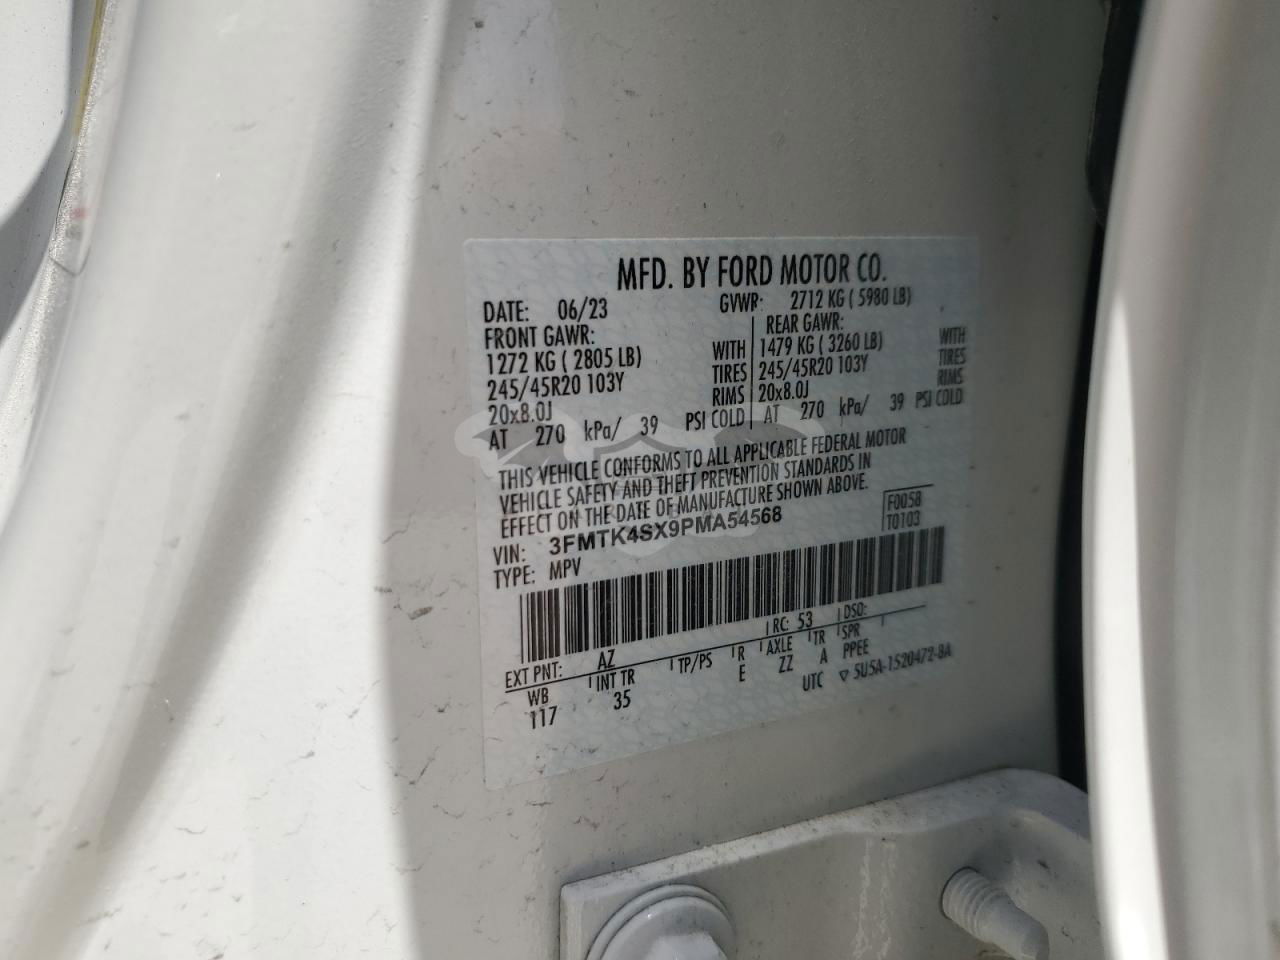 MFD. BY FORD MOTOR CO.
DATE: 06/23 GVWR: 2712 KG ( 5980 LB)
FRONT GAWR: REAR GAWR:
1272 KG ( 2805 LB) WITH 1479 KG ( 3260 LB) WITH
245/45R20 103Y TIRES 245/45R20 103Y TIRES
20x8.0J RIMS 20x8.0J RIMS
AT 270 kPa/ 39 PSI COLD AT 270 kPa/ 39 PSI COLD
THIS VEHICLE CONFORMS TO ALL APPLICABLE FEDERAL MOTOR
VEHICLE SAFETY AND THEFT PREVENTION STANDARDS IN
EFFECT ON THE DATE OF MANUFACTURE SHOWN ABOVE.
F0058
VIN: 3FMTK4SX9PMA54568 T0103
TYPE: MPV
EXT PNT: AZ RC: 53 DSO:
WB INT TR TP/PS R AXLE TR SPR
117 35 E ZZ A PPEE
UTC ▽ 5U5A-1520472-BA